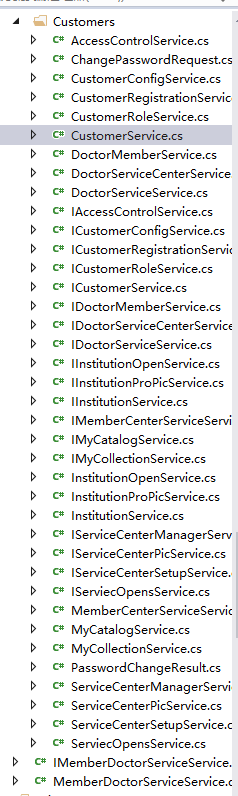 Customers
C# AccessControlService.cs
C# ChangePasswordRequest.cs
C# CustomerConfigService.cs
C# CustomerRegistrationServic
C# CustomerRoleService.cs
C# CustomerService.cs
C# DoctorMemberService.cs
C# DoctorServiceCenterService
C# DoctorServiceService.cs
C# IAccessControlService.cs
C# ICustomerConfigService.cs
C# ICustomerRegistrationServic
C# ICustomerRoleService.cs
C# ICustomerService.cs
C# IDoctorMemberService.cs
C# IDoctorServiceCenterService
C# IDoctorServiceService.cs
C# IInstitutionOpenService.cs
C# IInstitutionProPicService.cs
C# IInstitutionService.cs
C# IMemberCenterServiceServi
C# IMyCatalogService.cs
C# IMyCollectionService.cs
C# InstitutionOpenService.cs
C# InstitutionProPicService.cs
C# InstitutionService.cs
C# IServiceCenterManagerServ
C# IServiceCenterPicService.cs
C# IServiceCenterSetupService.
C# IServiecOpensService.cs
C# MemberCenterServiceServic
C# MyCatalogService.cs
C# MyCollectionService.cs
C# PasswordChangeResult.cs
C# ServiceCenterManagerServi
C# ServiceCenterPicService.cs
C# ServiceCenterSetupService.c
C# ServiecOpensService.cs
C# IMemberDoctorServiceService.
C# MemberDoctorServiceService.c